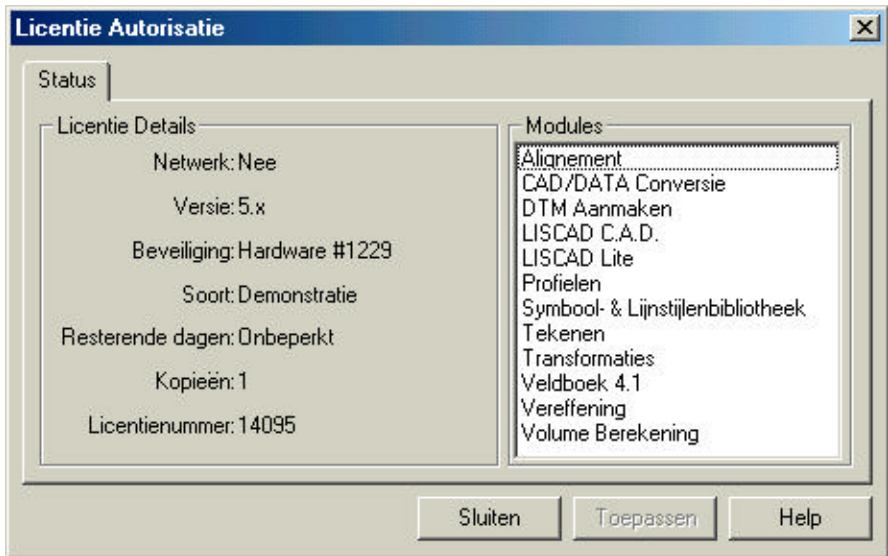 Licentie Autorisatie
Status
Licentie Details
Netwerk: Nee
Versie: 5.x
Beveiliging: Hardware #1229
Soort: Demonstratie
Resterende dagen: Onbeperkt
Kopieën: 1
Licentienummer: 14095
Modules
Alignement
CAD/DATA Conversie
DTM Aanmaken
LISCAD C.A.D.
LISCAD Lite
Profielen
Symbool- & Lijnstijlenbibliotheek
Tekenen
Transformaties
Veldboek 4.1
Vereffening
Volume Berekening
Sluiten
Toepassen
Help